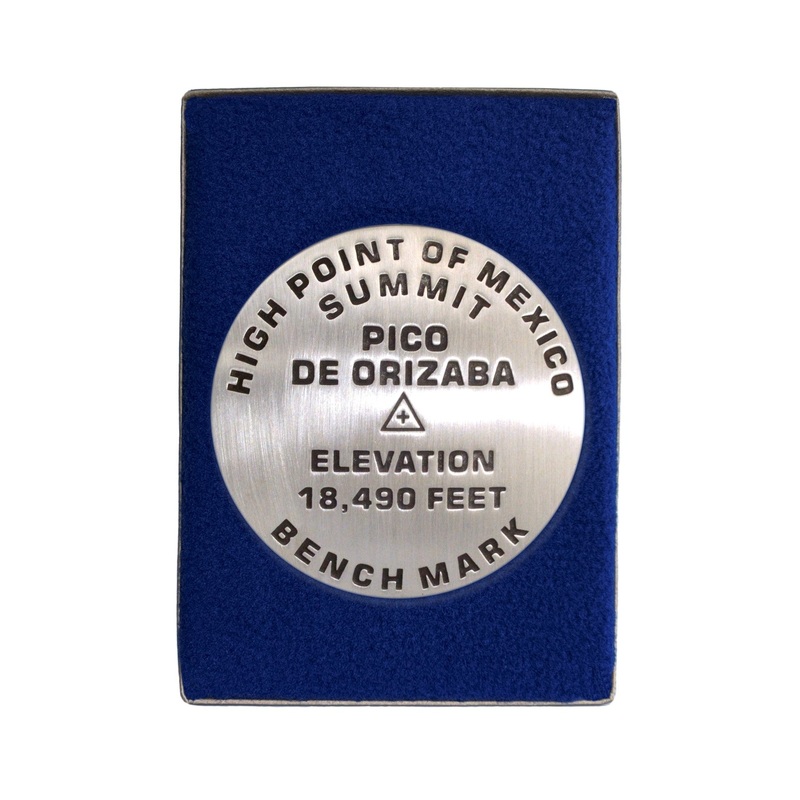 HIGH POINT OF MEXICO
SUMMIT
PICO
DE ORIZABA
ELEVATION
18,490 FEET
BENCH MARK